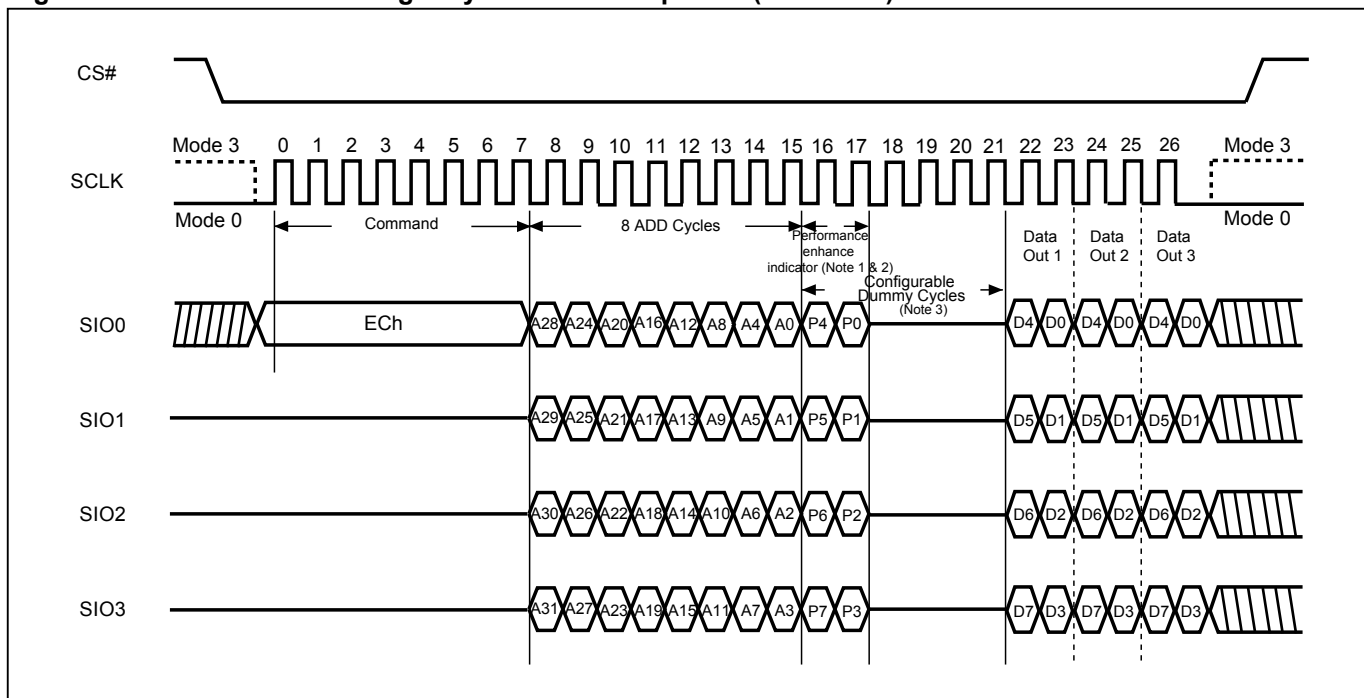 CS#
Mode 3 0 1 2 3 4 5 6 7 8 9 10 11 12 13 14 15 16 17 18 19 20 21 22 23 24 25 26 Mode 3
SCLK
Mode 0 Command 8 ADD Cycles Mode 0
Performance
enhance
indicator (Note 1 & 2)
Data Data Data
Out 1 Out 2 Out 3
Configurable
Dummy Cycles
(Note 3)
SIO0 ECh A28 A24 A20 A16 A12 A8 A4 A0 P4 P0 D4 D0 D4 D0 D4 D0
SIO1 A29 A25 A21 A17 A13 A9 A5 A1 P5 P1 D5 D1 D5 D1 D5 D1
SIO2 A30 A26 A22 A18 A14 A10 A6 A2 P6 P2 D6 D2 D6 D2 D6 D2
SIO3 A31 A27 A23 A19 A15 A11 A7 A3 P7 P3 D7 D3 D7 D3 D7 D3